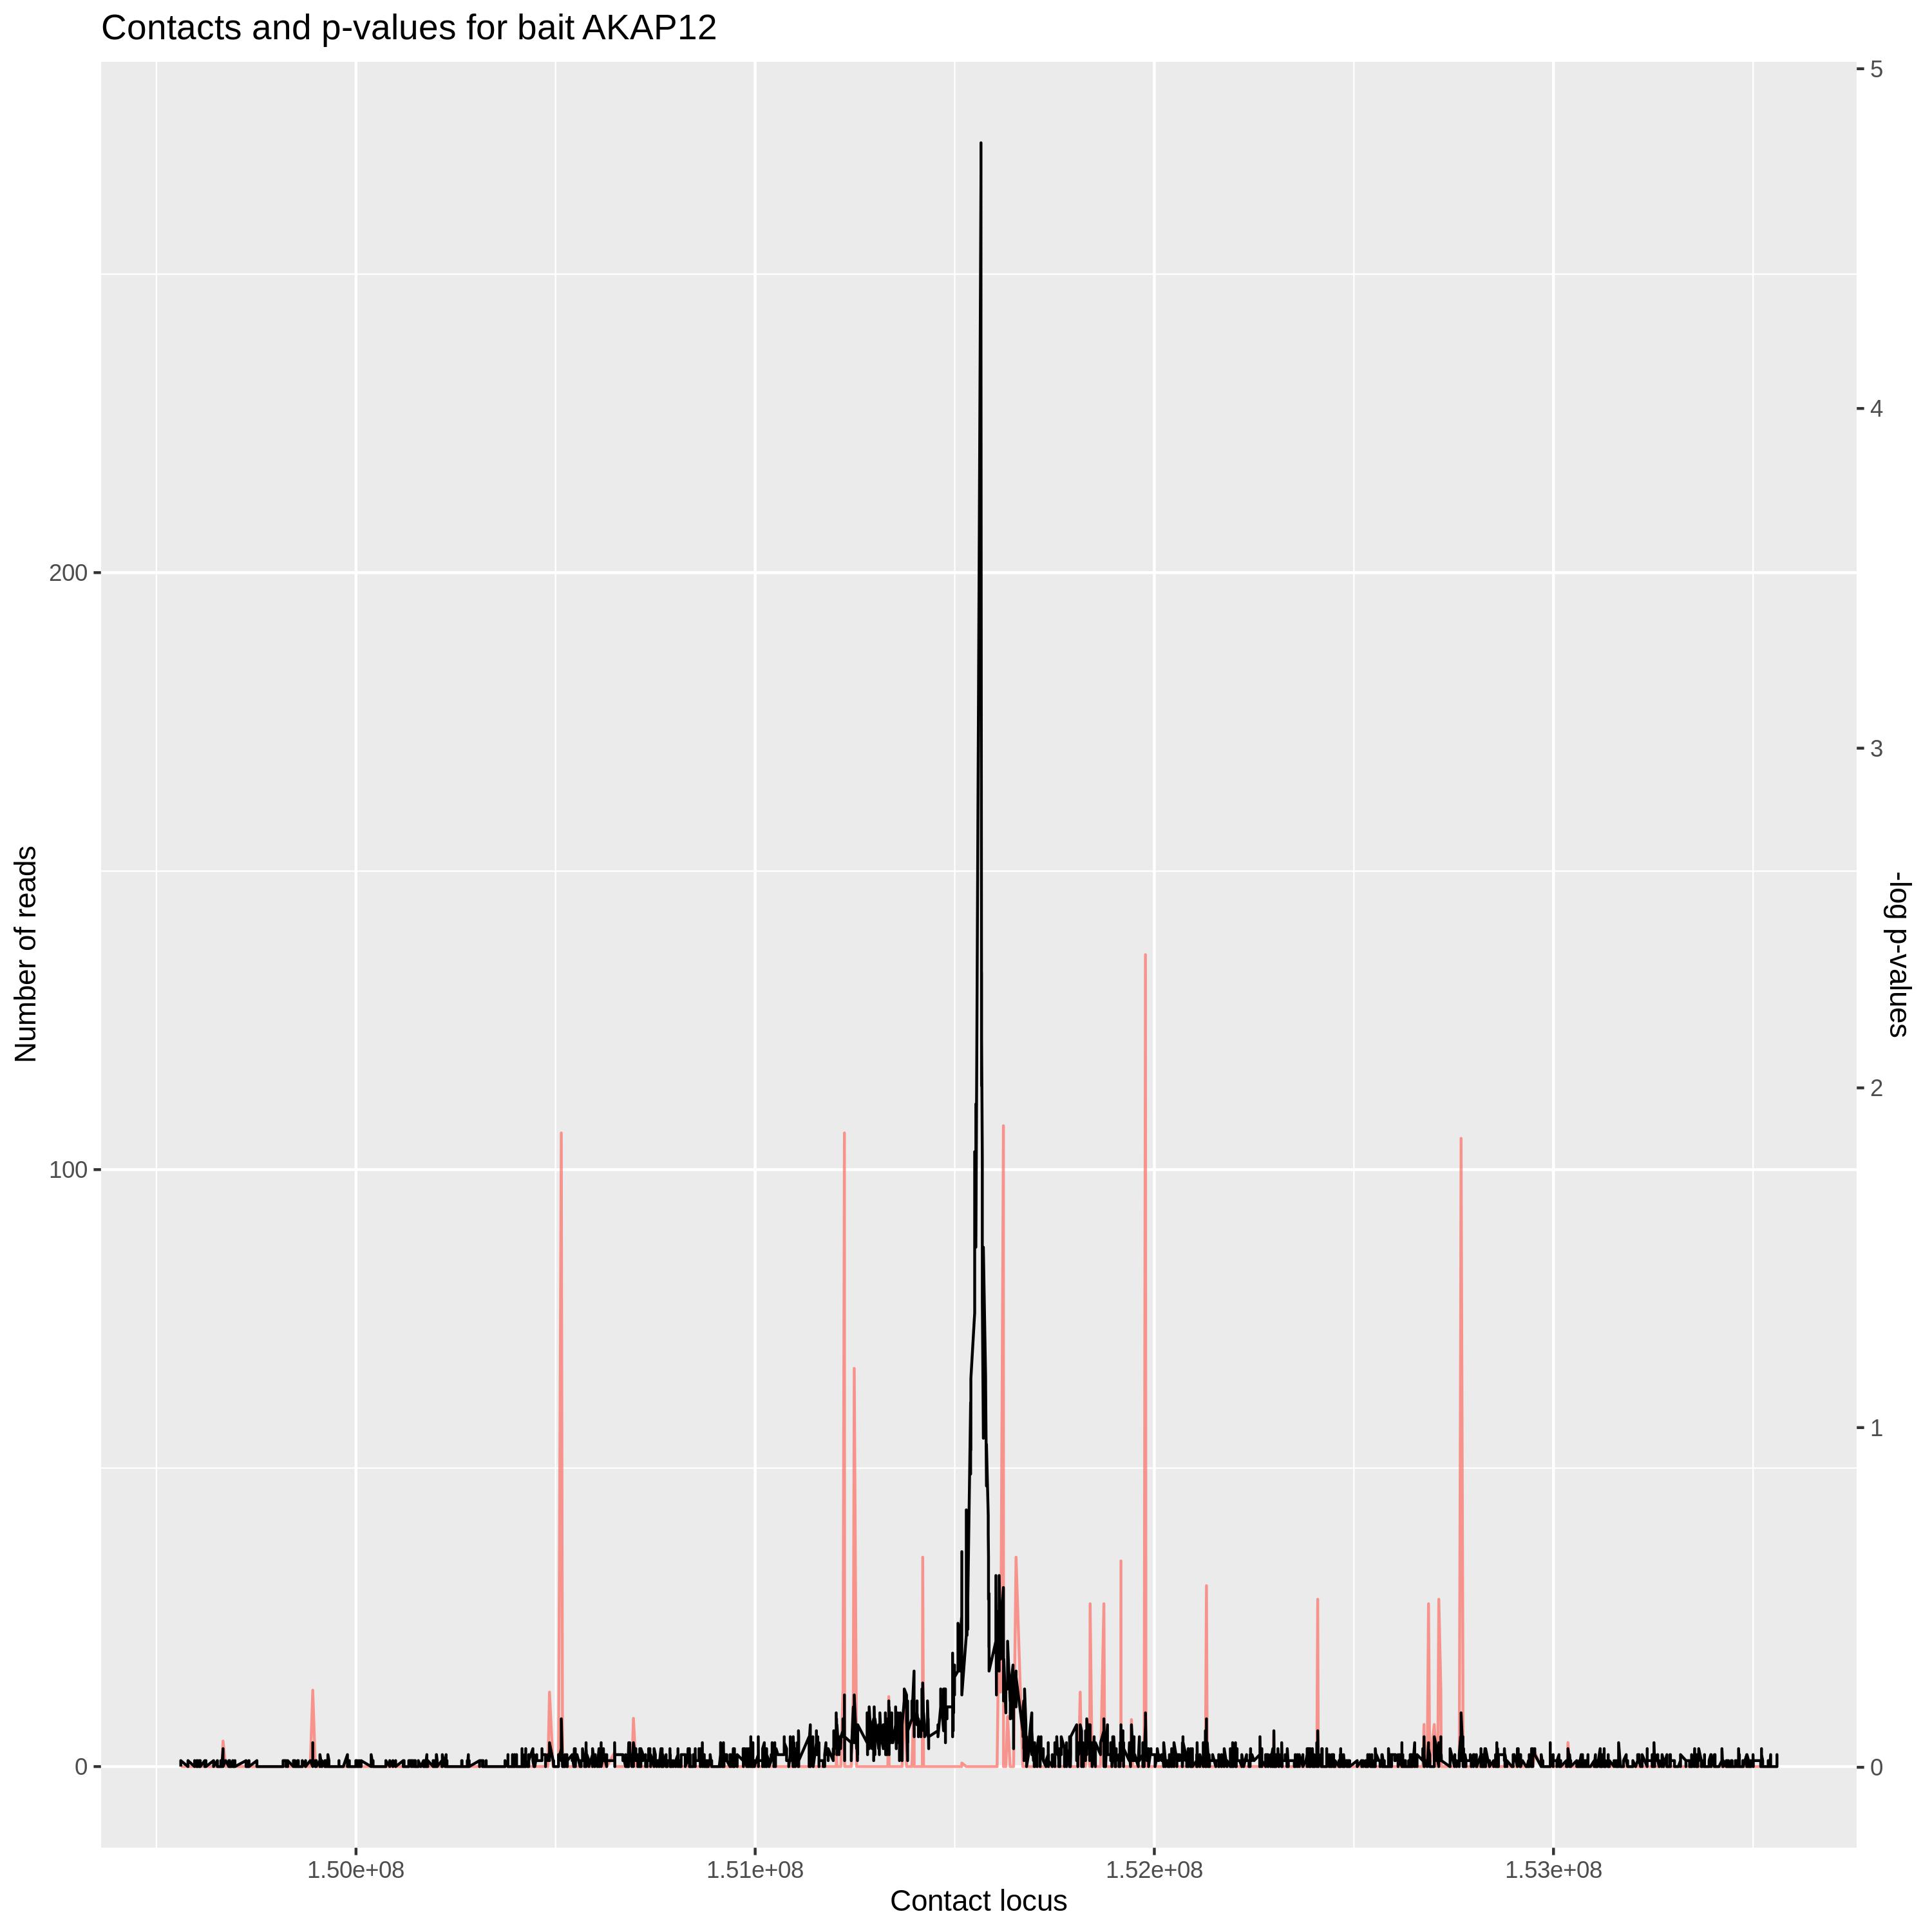 Contacts and p-values for bait AKAP12
5
4
3
2
1
0
200
100
0
Number of reads
-log p-values
1.50e+08
1.51e+08
1.52e+08
1.53e+08
Contact locus